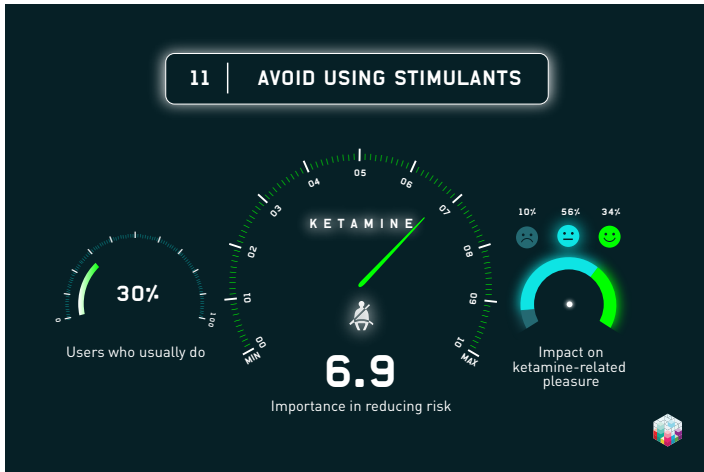 11 | AVOID USING STIMULANTS
KETAMINE
MIN
00
01
02
03
04
05
06
07
08
09
10
MAX
6.9
Importance in reducing risk
0
30%
100
Users who usually do
10% 56% 34%
Impact on
ketamine-related
pleasure